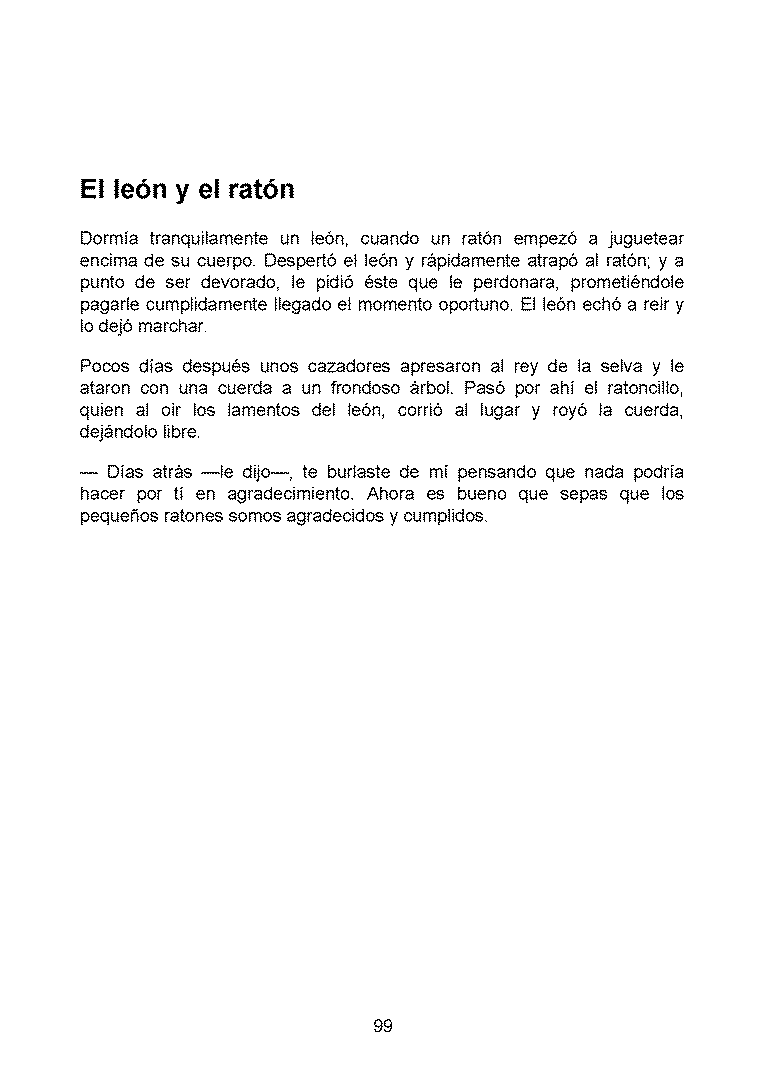 El león y el ratón
Dormía tranquilamente un león, cuando un ratón empezó a juguetear
encima de su cuerpo. Despertó el león y rápidamente atrapó al ratón; y a
punto de ser devorado, le pidió éste que le perdonara, prometiéndole
pagarle cumplidamente llegado el momento oportuno. El león echó a reir y
lo dejó marchar.
Pocos días después unos cazadores apresaron al rey de la selva y le
ataron con una cuerda a un frondoso árbol. Pasó por ahí el ratoncillo,
quien al oir los lamentos del león, corrió al lugar y royó la cuerda,
dejándolo libre.
— Días atrás —le dijo—, te burlaste de mí pensando que nada podría
hacer por tí en agradecimiento. Ahora es bueno que sepas que los
pequeños ratones somos agradecidos y cumplidos.
99